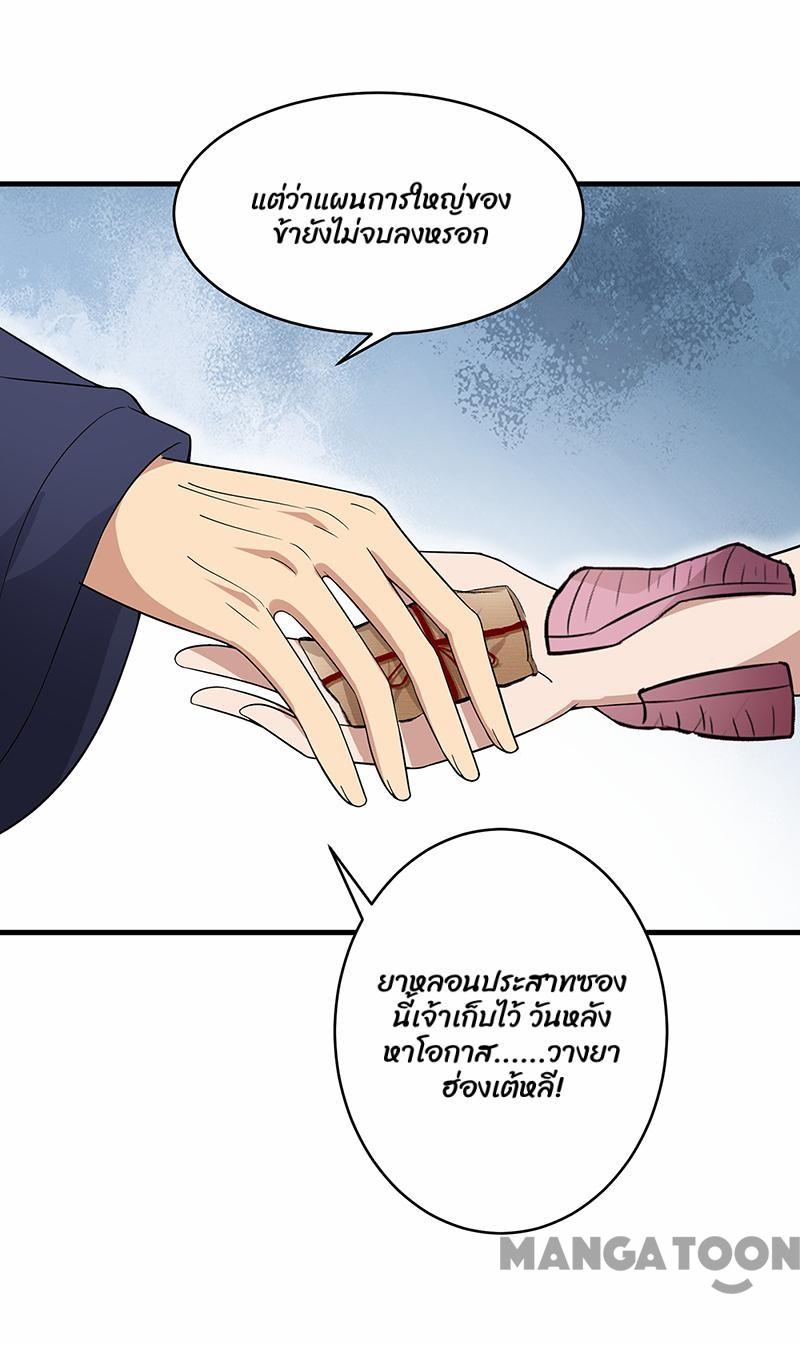 แต่ว่าแผนการใหญ่ของ
ข้ายังไม่จบลงหรอก
ยาหลอนประสาทซอง
นี้เจ้าเก็บไว้ วันหลัง
หาโอกาส......วางยา
ฮ่องเต้หลี!
MANGATOON